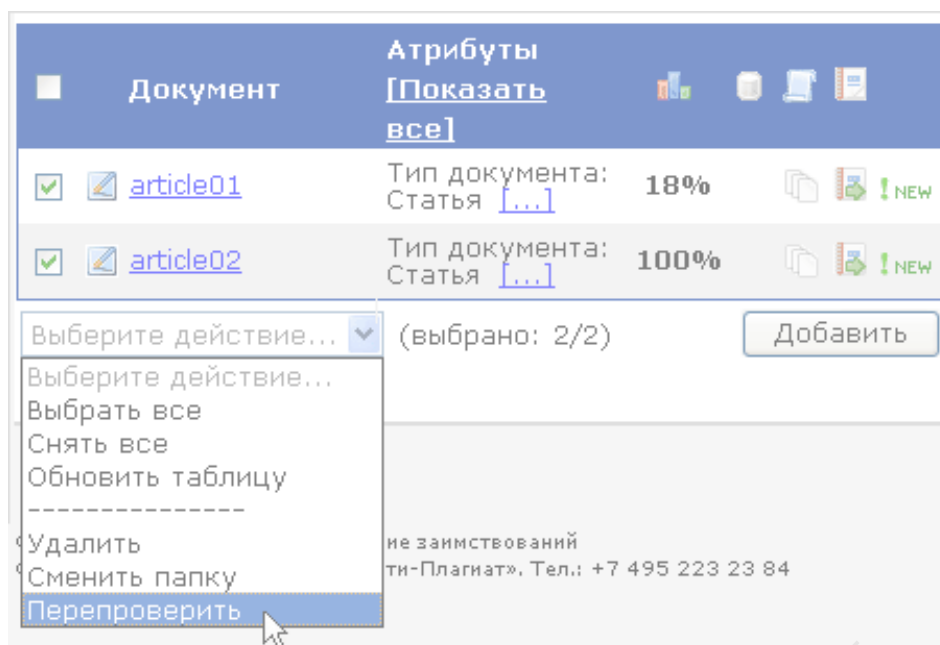 Документ
Атрибуты
[Показать
все]
article01
Тип документа:
Статья [...]
18%
! NEW
article02
Тип документа:
Статья [...]
100%
! NEW
Выберите действие...
(выбрано: 2/2)
Добавить
Выберите действие...
Выбрать все
Снять все
Обновить таблицу
---------------
Удалить
Сменить папку
Перепроверить
ие заимствований
ти-Плагиат». Тел.: +7 495 223 23 84